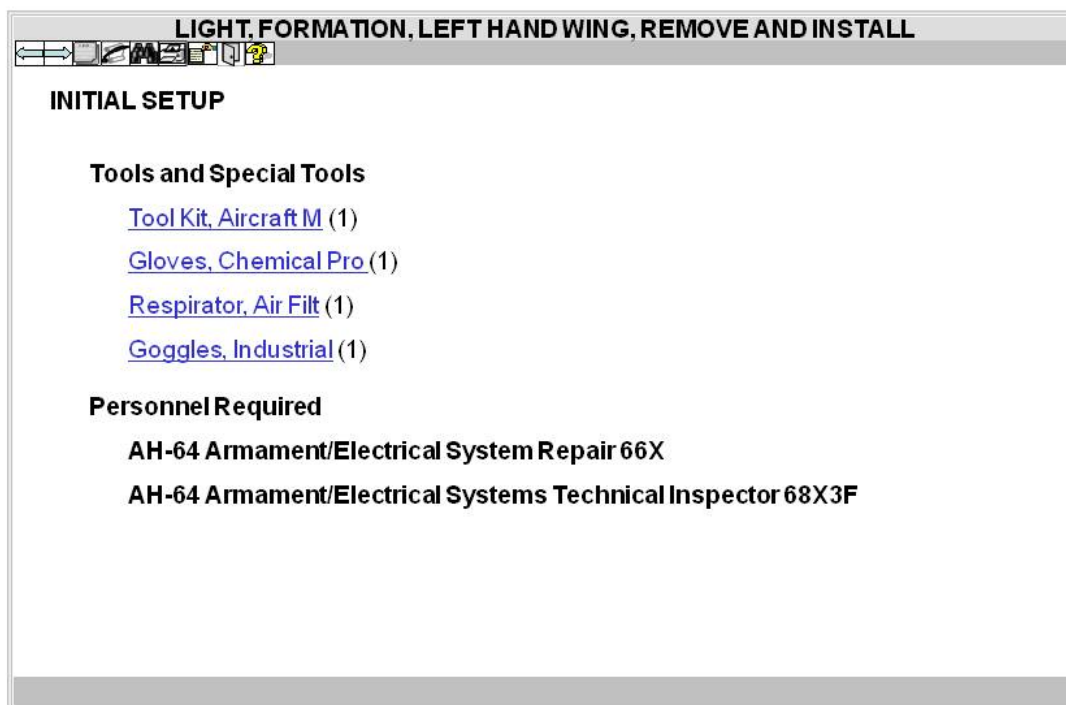 LIGHT, FORMATION, LEFT HAND WING, REMOVE AND INSTALL
INITIAL SETUP
Tools and Special Tools
Tool Kit, Aircraft M (1)
Gloves, Chemical Pro (1)
Respirator, Air Filt (1)
Goggles, Industrial (1)
Personnel Required
AH-64 Armament/Electrical System Repair 66X
AH-64 Armament/Electrical Systems Technical Inspector 68X3F